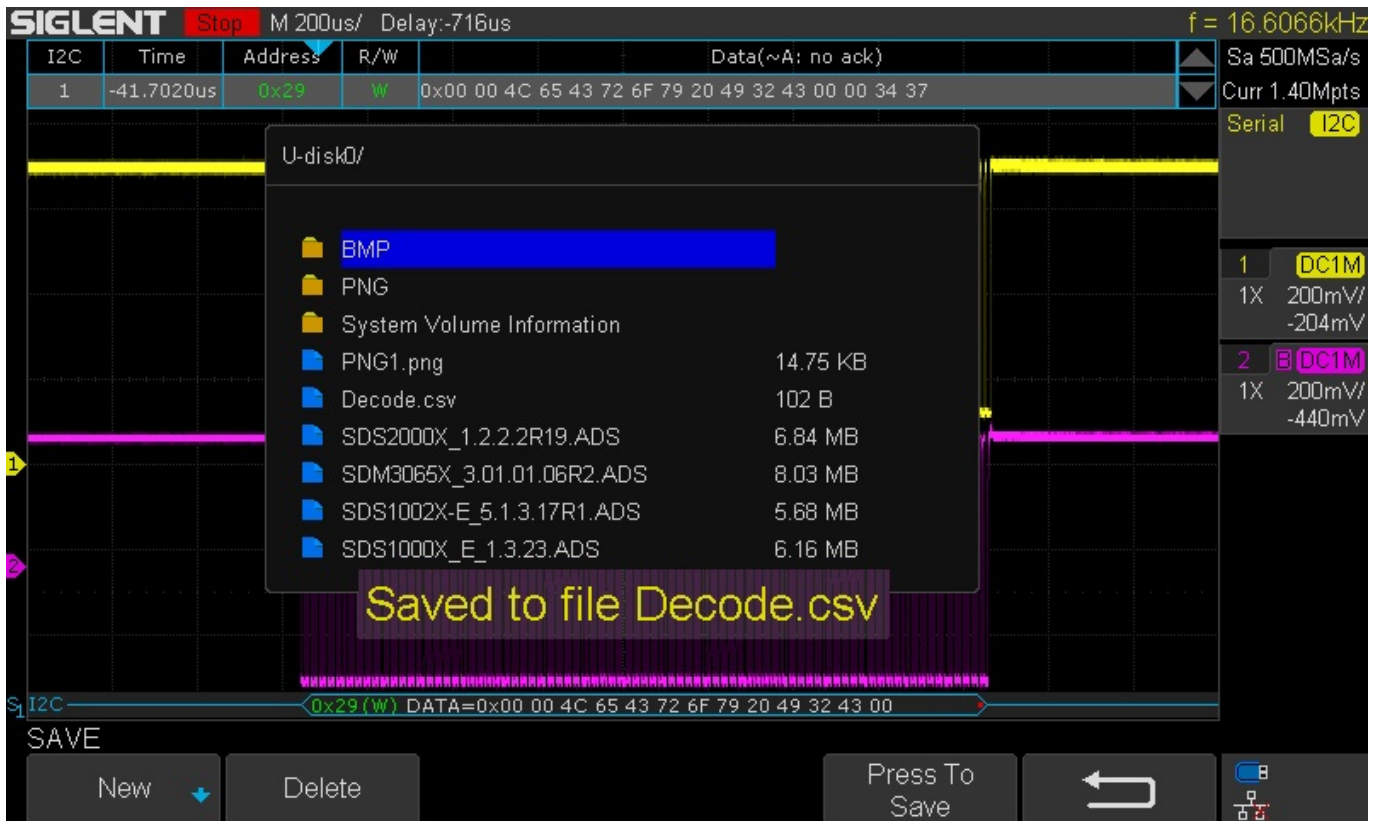 SIGLENT Stop M 200us/ Delay:-716us f = 16.6066kHz
I2C Time Address R/W Data(~A: no ack) Sa 500MSa/s
1 -41.7020us 0x29 W 0x00 00 4C 65 43 72 6F 79 20 49 32 43 00 00 34 37 Curr 1.40Mpts
Serial I2C
U-disk0/
BMP
PNG
System Volume Information
PNG1.png 14.75 KB
Decode.csv 102 B
SDS2000X_1.2.2.2R19.ADS 6.84 MB
SDM3065X_3.01.01.06R2.ADS 8.03 MB
SDS1002X-E_5.1.3.17R1.ADS 5.68 MB
SDS1000X_E_1.3.23.ADS 6.16 MB
1 DC1M
1X 200mV/
-204mV
2 B DC1M
1X 200mV/
-440mV
1
2
Saved to file Decode.csv
S1 I2C 0x29(W) DATA=0x00 00 4C 65 43 72 6F 79 20 49 32 43 00
SAVE
New Delete Press To Save